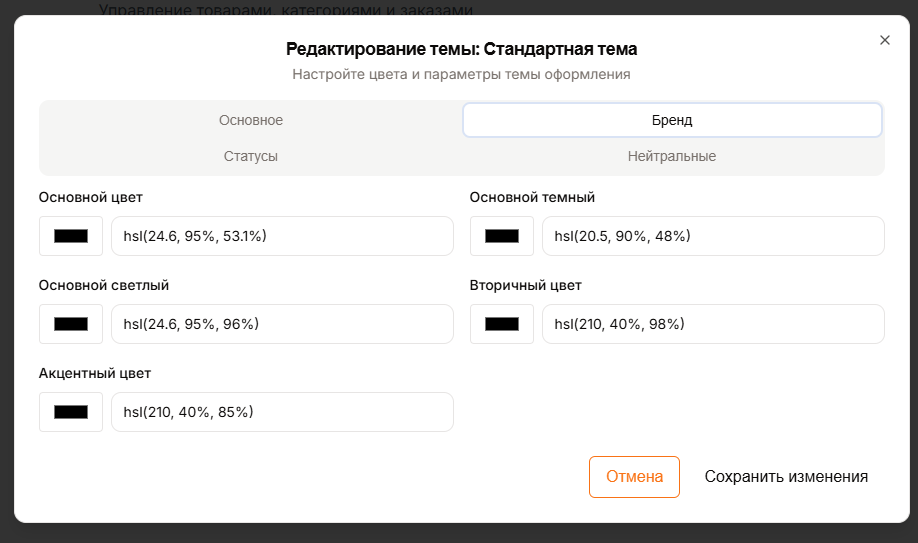 Управление товарами, категориями и заказами
Редактирование темы: Стандартная тема
Настройте цвета и параметры темы оформления
Основное
Бренд
Статусы
Нейтральные
Основной цвет
Основной темный
hsl(24.6, 95%, 53.1%)
hsl(20.5, 90%, 48%)
Основной светлый
Вторичный цвет
hsl(24.6, 95%, 96%)
hsl(210, 40%, 98%)
Акцентный цвет
hsl(210, 40%, 85%)
Отмена
Сохранить изменения